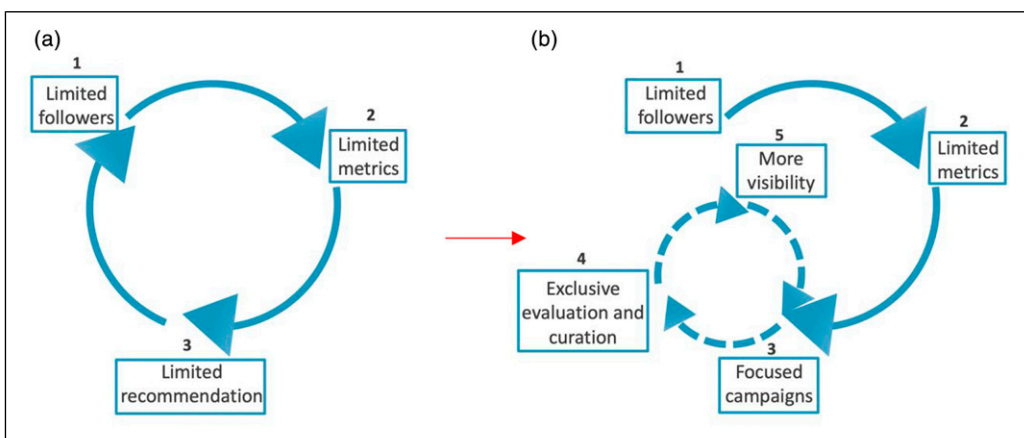 (a)
1
Limited
followers
2
Limited
metrics
3
Limited
recommendation
(b)
1
Limited
followers
2
Limited
metrics
5
More
visibility
4
Exclusive
evaluation and
curation
3
Focused
campaigns